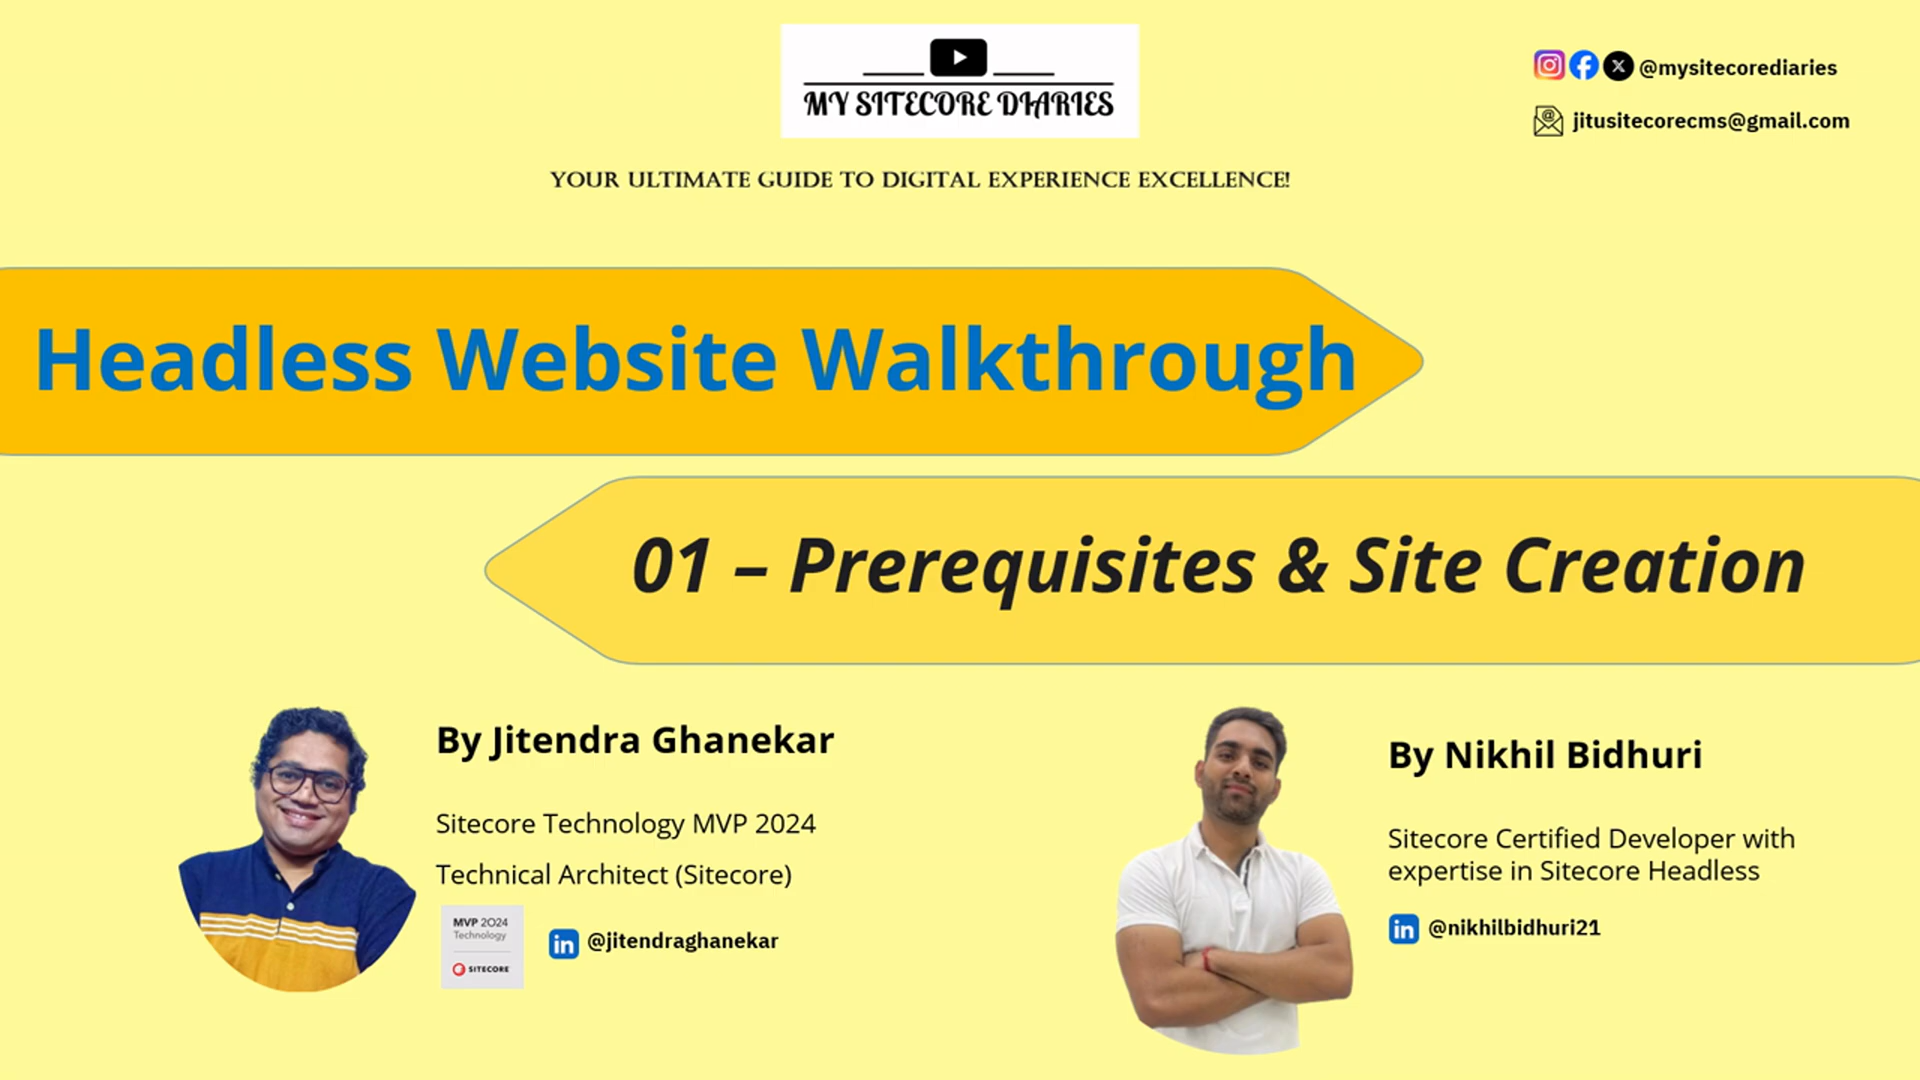 MY SITECORE DIARIES
@mysitecorediaries
jitusitecorecms@gmail.com
YOUR ULTIMATE GUIDE TO DIGITAL EXPERIENCE EXCELLENCE!
Headless Website Walkthrough
01 – Prerequisites & Site Creation
By Jitendra Ghanekar
Sitecore Technology MVP 2024
Technical Architect (Sitecore)
MVP 2024
Technology
SITECORE
@jitendraghanekar
By Nikhil Bidhuri
Sitecore Certified Developer with
expertise in Sitecore Headless
@nikhilbidhuri21